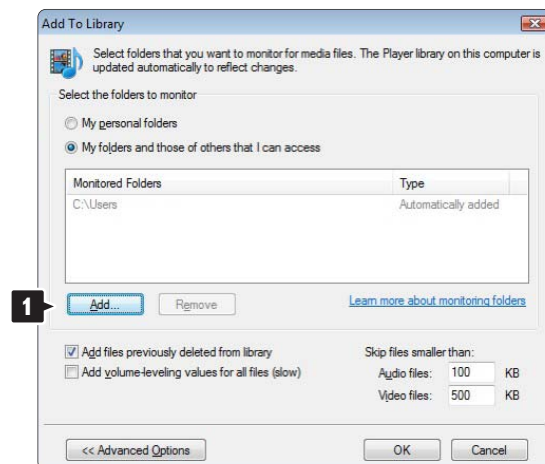 Add To Library
Select folders that you want to monitor for media files. The Player library on this computer is
updated automatically to reflect changes.
Select the folders to monitor
My personal folders
My folders and those of others that I can access
Monitored Folders Type
C:\Users Automatically added
1
Add... Remove Learn more about monitoring folders
Add files previously deleted from library Skip files smaller than:
Add volume-leveling values for all files (slow) Audio files: 100 KB
Video files: 500 KB
<< Advanced Options OK Cancel